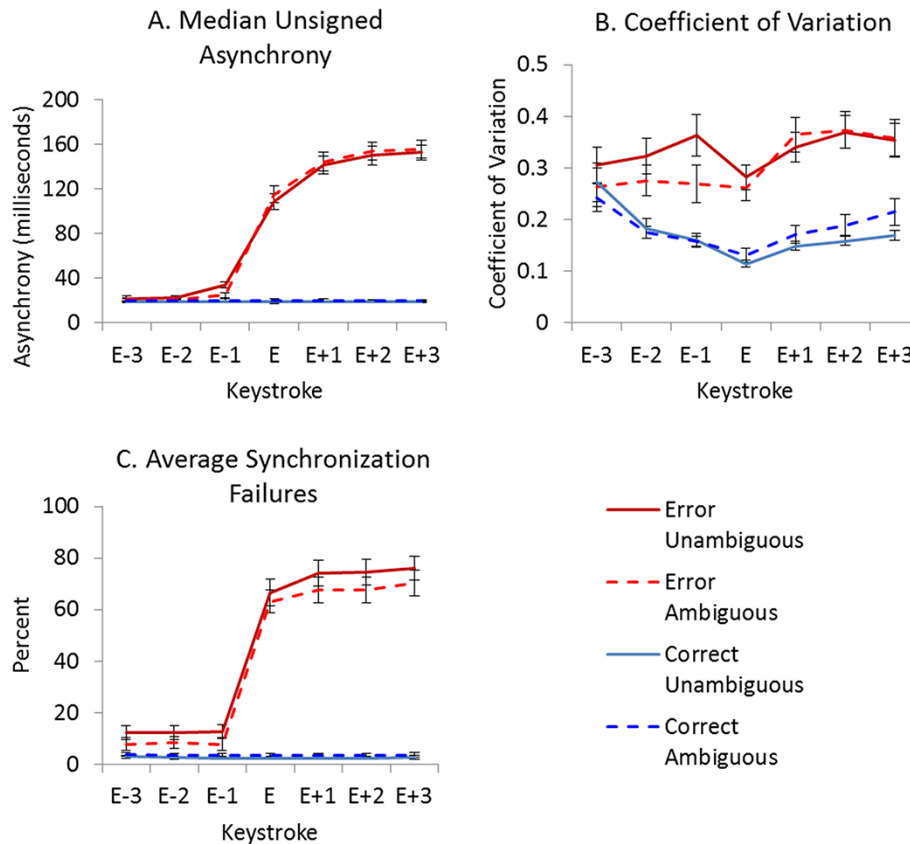 A. Median Unsigned
Asynchrony
200
160
120
80
40
0
Asynchrony (milliseconds)
E-3 E-2 E-1 E E+1 E+2 E+3
Keystroke
B. Coefficient of Variation
0.5
0.4
0.3
0.2
0.1
0
Coefficient of Variation
E-3 E-2 E-1 E E+1 E+2 E+3
Keystroke
C. Average Synchronization
Failures
100
80
60
40
20
0
Percent
E-3 E-2 E-1 E E+1 E+2 E+3
Keystroke
Error
Unambiguous
Error
Ambiguous
Correct
Unambiguous
Correct
Ambiguous